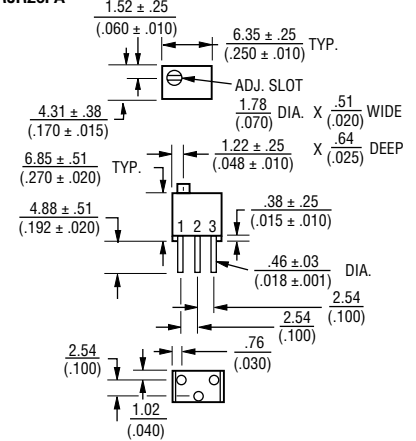 1.52 ± .25
(.060 ± .010)
6.35 ± .25
(.250 ± .010)
TYP.
ADJ. SLOT
1.78
(.070)
DIA. X
.51
(.020)
WIDE
X
.64
(.025)
DEEP
4.31 ± .38
(.170 ± .015)
6.85 ± .51
(.270 ± .020)
TYP.
1.22 ± .25
(.048 ± .010)
4.88 ± .51
(.192 ± .020)
1 2 3
.38 ± .25
(.015 ± .010)
.46 ±.03
(.018 ±.001)
DIA.
2.54
(.100)
2.54
(.100)
2.54
(.100)
.76
(.030)
1.02
(.040)